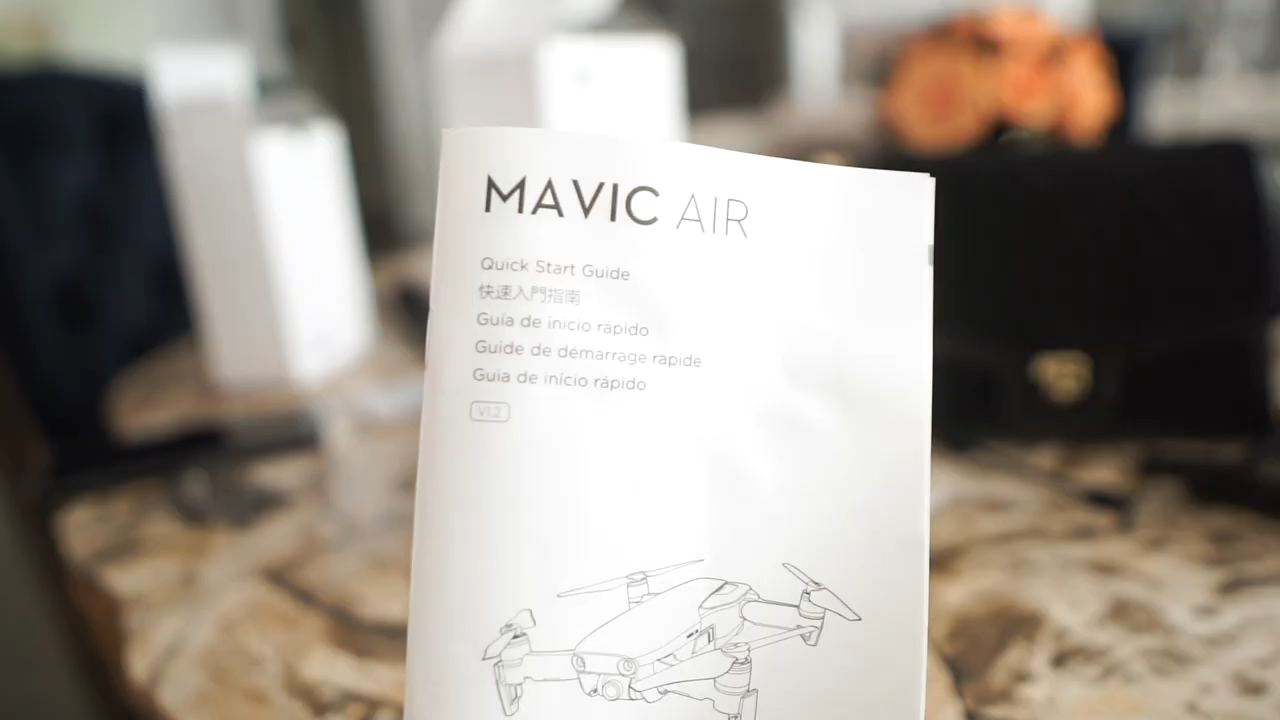 MAVIC AIR
Quick Start Guide
快速入門指南
Guía de inicio rápido
Guide de démarrage rapide
Guia de início rápido
V1.2